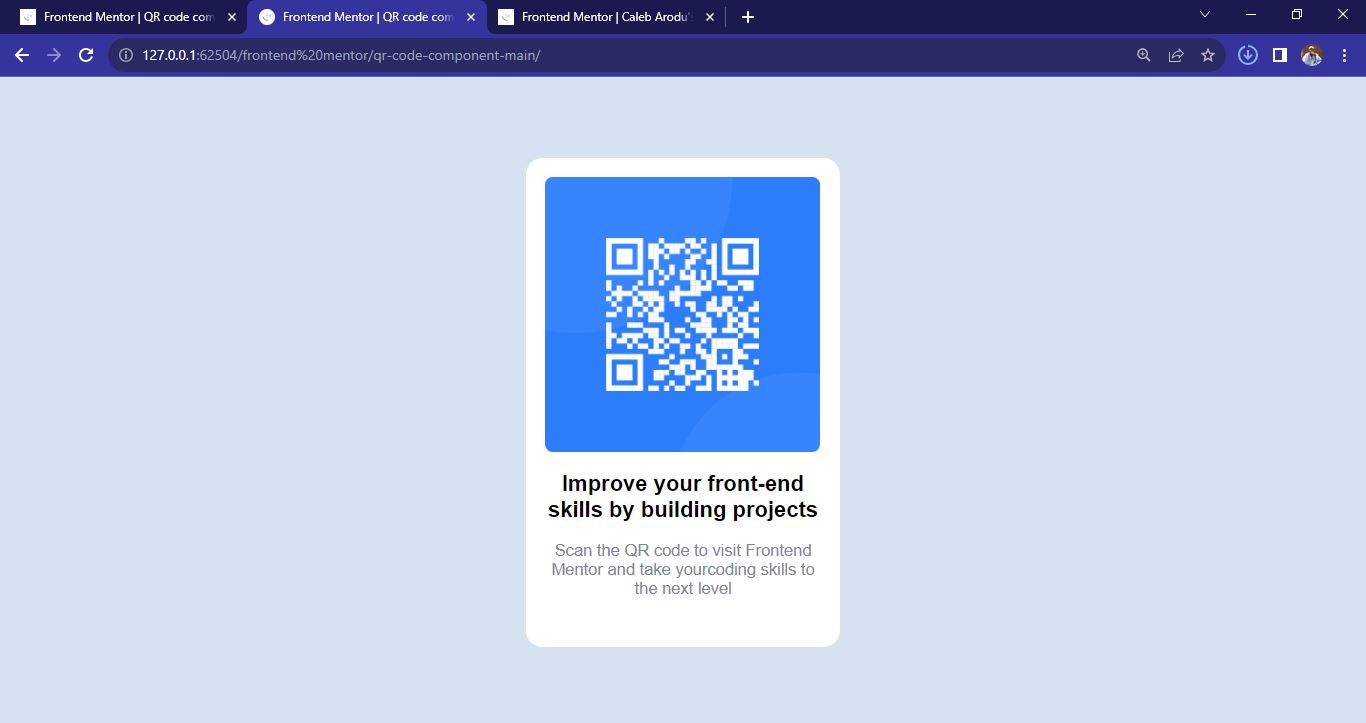 Frontend Mentor | QR code com
Frontend Mentor | QR code com
Frontend Mentor | Caleb Arodu's
127.0.0.1:62504/frontend%20mentor/qr-code-component-main/
Improve your front-end
skills by building projects
Scan the QR code to visit Frontend
Mentor and take yourcoding skills to
the next level